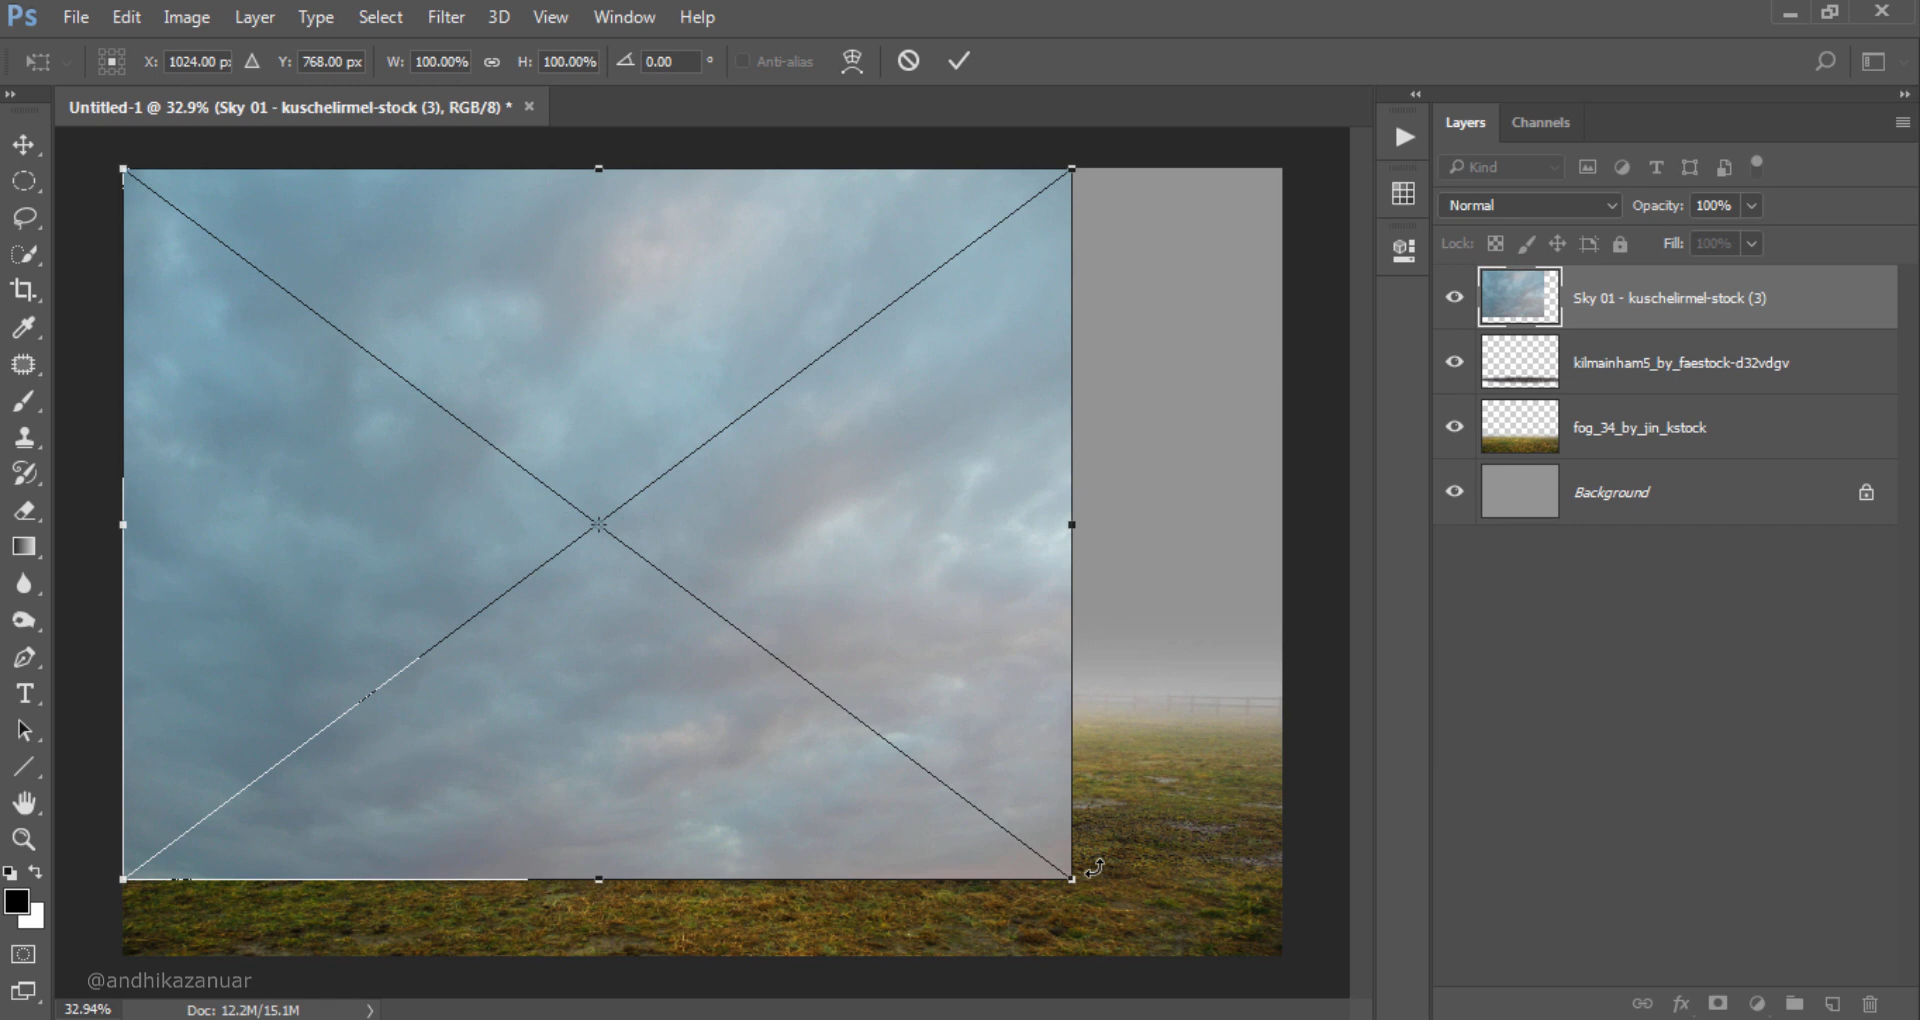 Ps File Edit Image Layer Type Select Filter 3D View Window Help
X: 1024.00 px Y: 768.00 px W: 100.00% H: 100.00% 0.00 ° Anti-alias
Untitled-1 @ 32.9% (Sky 01 - kuschelirmel-stock (3), RGB/8) * ×
Layers Channels
Kind
Normal Opacity: 100%
Lock: Fill: 100%
Sky 01 - kuschelirmel-stock (3)
kilmainham5_by_faestock-d32vdgv
fog_34_by_jin_kstock
Background
@andhikazanuar
32.94% Doc: 12.2M/15.1M
fx